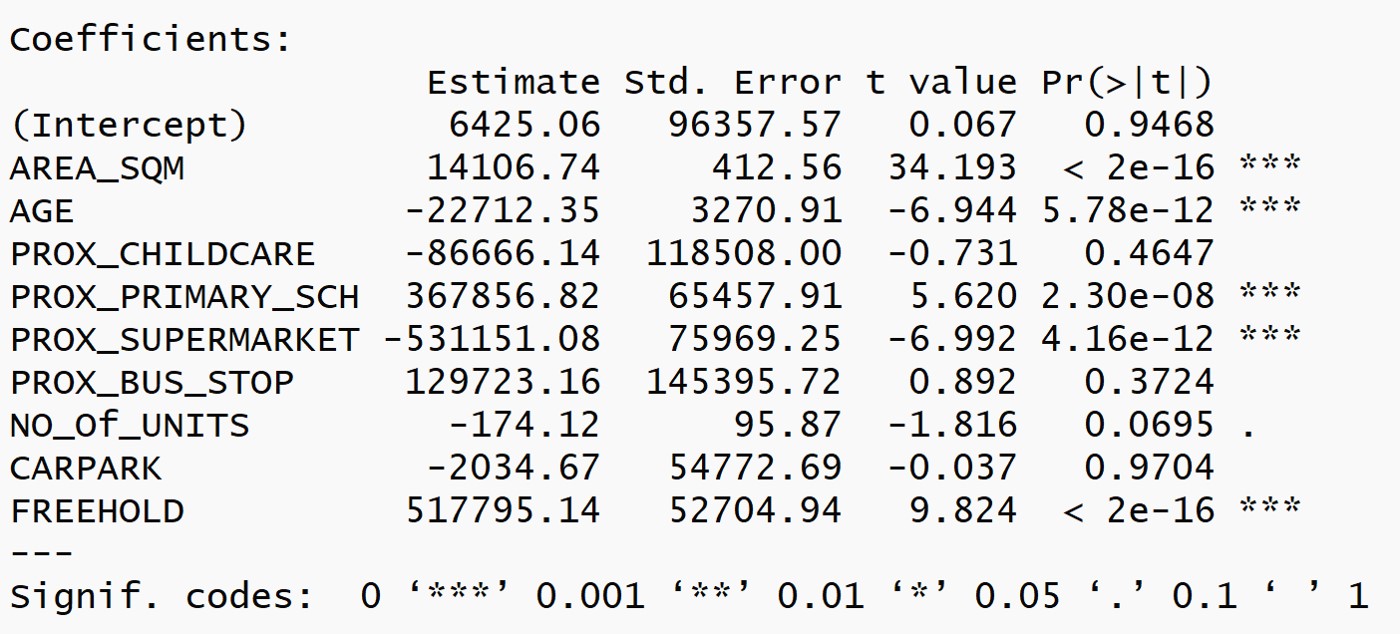 Coefficients:
Estimate Std. Error t value Pr(>|t|)
(Intercept) 6425.06 96357.57 0.067 0.9468
AREA_SQM 14106.74 412.56 34.193 < 2e-16 ***
AGE -22712.35 3270.91 -6.944 5.78e-12 ***
PROX_CHILDCARE -86666.14 118508.00 -0.731 0.4647
PROX_PRIMARY_SCH 367856.82 65457.91 5.620 2.30e-08 ***
PROX_SUPERMARKET -531151.08 75969.25 -6.992 4.16e-12 ***
PROX_BUS_STOP 129723.16 145395.72 0.892 0.3724
NO_Of_UNITS -174.12 95.87 -1.816 0.0695 .
CARPARK -2034.67 54772.69 -0.037 0.9704
FREEHOLD 517795.14 52704.94 9.824 < 2e-16 ***
---
Signif. codes: 0 ‘***’ 0.001 ‘**’ 0.01 ‘*’ 0.05 ‘.’ 0.1 ‘ ’ 1